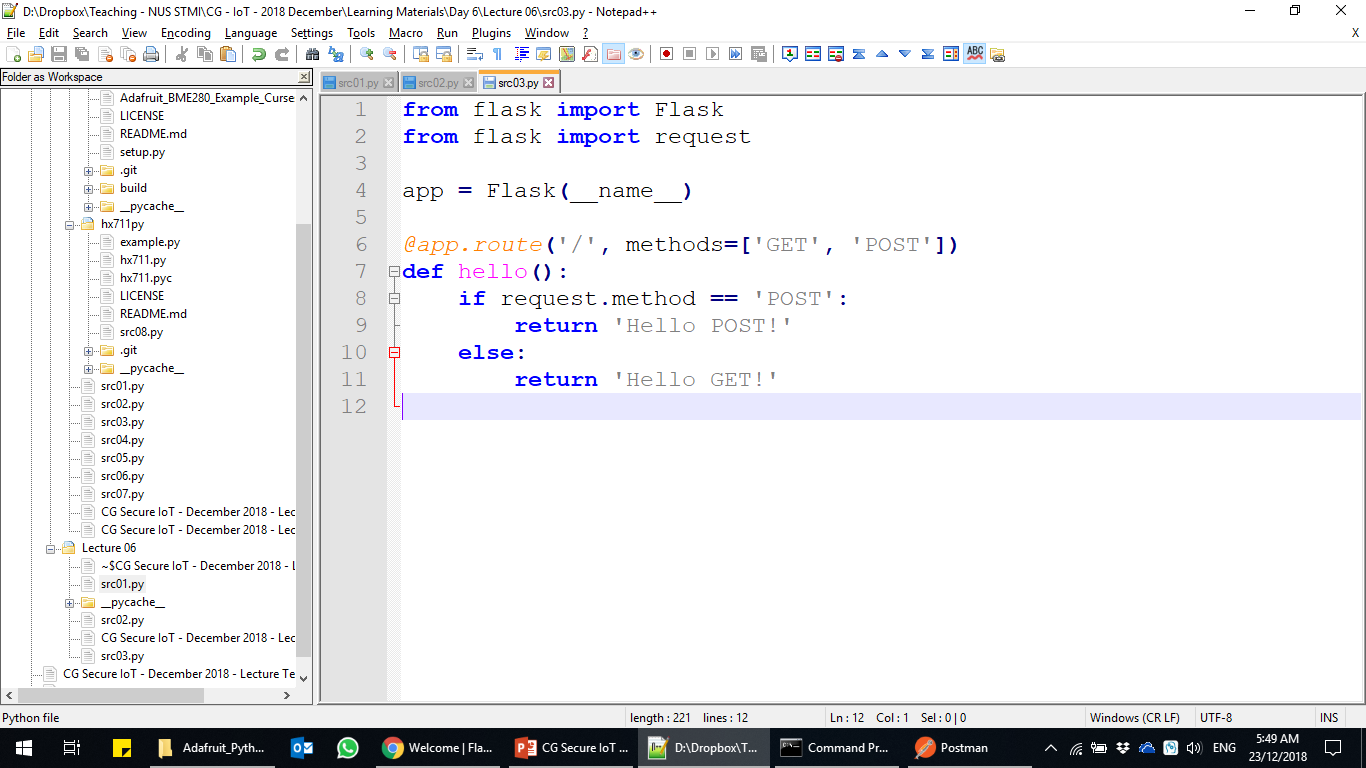 D:\Dropbox\Teaching - NUS STMI\CG - IoT - 2018 December\Learning Materials\Day 6\Lecture 06\src03.py - Notepad++
File Edit Search View Encoding Language Settings Tools Macro Run Plugins Window ? X
Folder as Workspace
Adafruit_BME280_Example_Curse
LICENSE
README.md
setup.py
.git
build
__pycache__
hx711py
example.py
hx711.py
hx711.pyc
LICENSE
README.md
src08.py
.git
__pycache__
src01.py
src02.py
src03.py
src04.py
src05.py
src06.py
src07.py
CG Secure IoT - December 2018 - Lec
CG Secure IoT - December 2018 - Lec
Lecture 06
~$CG Secure IoT - December 2018 - L
src01.py
__pycache__
src02.py
CG Secure IoT - December 2018 - Lec
src03.py
CG Secure IoT - December 2018 - Lecture Te
src01.py src02.py src03.py
1 from flask import Flask
2 from flask import request
3
4 app = Flask(__name__)
5
6 @app.route('/', methods=['GET', 'POST'])
7 def hello():
8     if request.method == 'POST':
9         return 'Hello POST!'
10     else:
11         return 'Hello GET!'
12
Python file length : 221 lines : 12 Ln : 12 Col : 1 Sel : 0 | 0 Windows (CR LF) UTF-8 INS
Adafruit_Pyth... Welcome | Fla... CG Secure IoT ... D:\Dropbox\T... Command Pr... Postman ENG 5:49 AM
23/12/2018